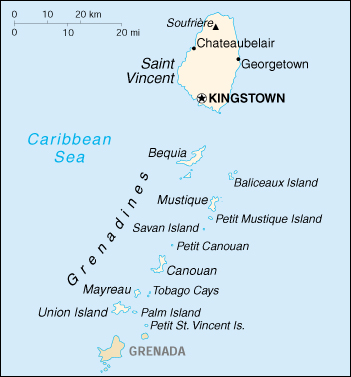 0 10 20 km
0 10 20 mi
Soufrière
Chateaubelair
Saint
Vincent
Georgetown
KINGSTOWN
Caribbean
Sea
Bequia
Baliceaux Island
Mustique
Petit Mustique Island
Savan Island
Petit Canouan
Grenadines
Canouan
Mayreau
Tobago Cays
Union Island
Palm Island
Petit St. Vincent Is.
GRENADA